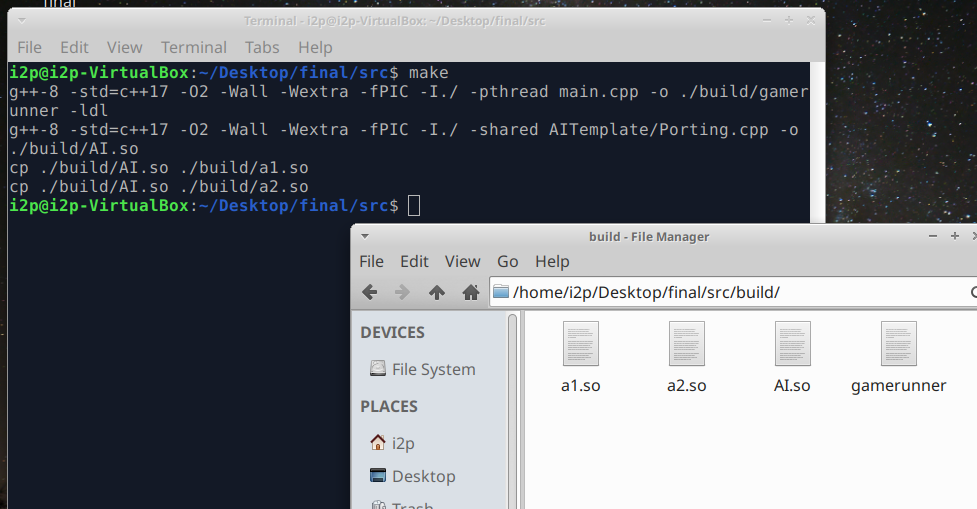 final
Terminal - i2p@i2p-VirtualBox:~/Desktop/final/src
File Edit View Terminal Tabs Help
i2p@i2p-VirtualBox:~/Desktop/final/src$ make
g++-8 -std=c++17 -O2 -Wall -Wextra -fPIC -I./ -pthread main.cpp -o ./build/gamer
unner -ldl
g++-8 -std=c++17 -O2 -Wall -Wextra -fPIC -I./ -shared AITemplate/Porting.cpp -o
./build/AI.so
cp ./build/AI.so ./build/a1.so
cp ./build/AI.so ./build/a2.so
i2p@i2p-VirtualBox:~/Desktop/final/src$
build - File Manager
File Edit View Go Help
/home/i2p/Desktop/final/src/build/
DEVICES
File System
PLACES
i2p
Desktop
Trash
a1.so a2.so AI.so gamerunner